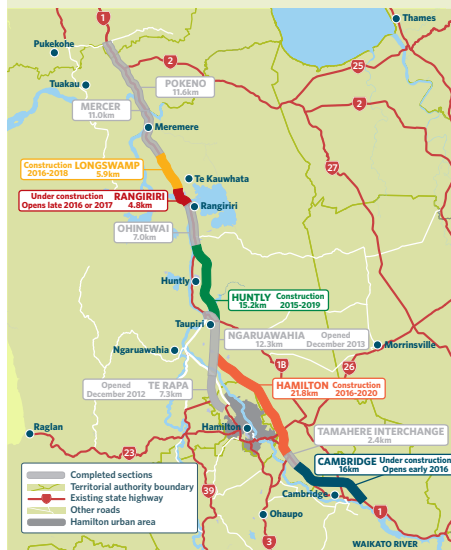 1
Thames
Pukekohe
2
25
Tuakau
POKENO
11.6km
MERCER
11.0km
2
Meremere
Construction LONGSWAMP
2016-2018 5.9km
27
Te Kauwhata
Under construction RANGIRIRI
Opens late 2016 or 2017 4.8km
Rangiriri
OHINEWAI
7.0km
Huntly
HUNTLY Construction
15.2km 2015-2019
Taupiri
NGARUAWAHIA Opened
12.3km December 2013
Morrinsville
Ngaruawahia
1B
26
Opened TE RAPA
December 2012 7.3km
HAMILTON Construction
21.8km 2016-2020
Raglan
Hamilton
TAMAHERE INTERCHANGE
2.4km
23
CAMBRIDGE Under construction
16km Opens early 2016
Completed sections
Territorial authority boundary
Existing state highway
Other roads
Hamilton urban area
39
Cambridge
1
Ohaupo
3
WAIKATO RIVER